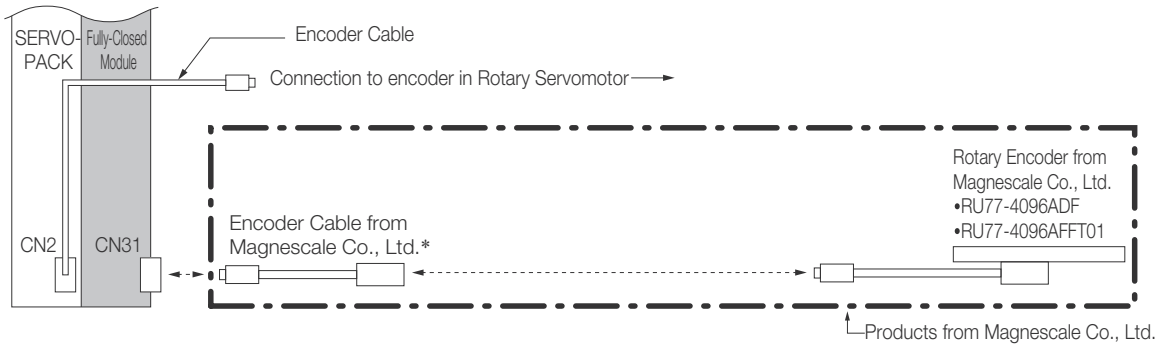 SERVO-
PACK
Fully-Closed
Module
Encoder Cable
Connection to encoder in Rotary Servomotor
Rotary Encoder from
Magnescale Co., Ltd.
•RU77-4096ADF
•RU77-4096AFFT01
Encoder Cable from
Magnescale Co., Ltd.*
CN2
CN31
Products from Magnescale Co., Ltd.